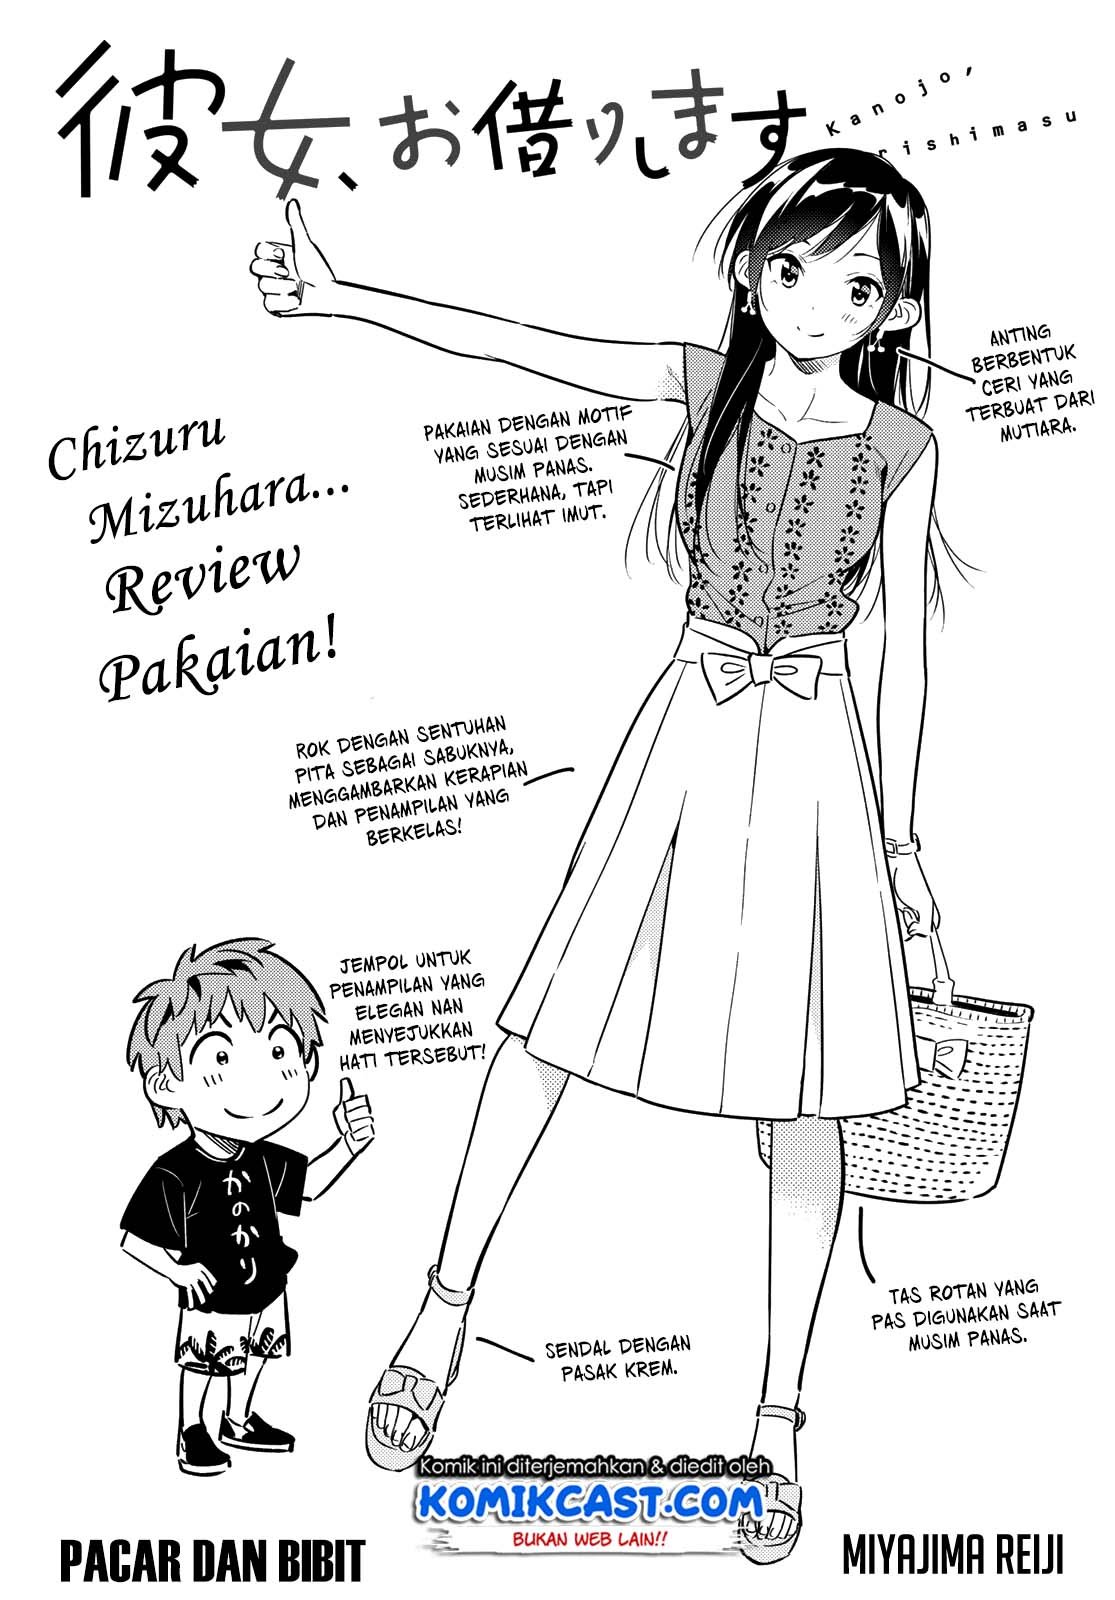 彼女、お借りします
Kanojo,
rishimasu
ANTING
BERBENTUK
CERI YANG
TERBUAT DARI
MUTIARA.
PAKAIAN DENGAN MOTIF
YANG SESUAI DENGAN
MUSIM PANAS.
SEDERHANA, TAPI
TERLIHAT IMUT.
Chizuru
Mizuhara...
Review
Pakaian!
ROK DENGAN SENTUHAN
PITA SEBAGAI SABUKNYA,
MENGGAMBARKAN KERAPIAN
DAN PENAMPILAN YANG
BERKELAS!
JEMPOL UNTUK
PENAMPILAN YANG
ELEGAN NAN
MENYEJUKKAN
HATI TERSEBUT!
かのかり
TAS ROTAN YANG
PAS DIGUNAKAN SAAT
MUSIM PANAS.
SENDAL DENGAN
PASAK KREM.
Komik ini diterjemahkan & diedit oleh
KOMIKCAST.COM
BUKAN WEB LAIN!!
PACAR DAN BIBIT
MIYAJIMA REIJI